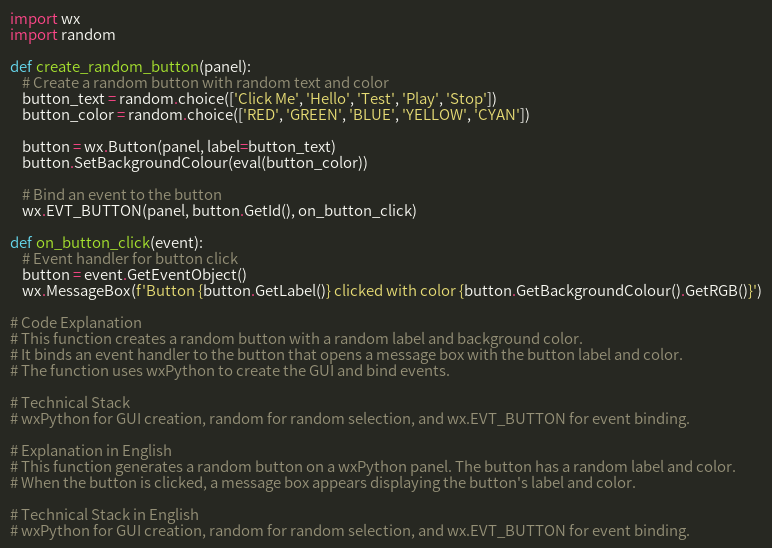 import wx
import random
def create_random_button(panel):
# Create a random button with random text and color
button_text = random.choice(['Click Me', 'Hello', 'Test', 'Play', 'Stop'])
button_color = random.choice(['RED', 'GREEN', 'BLUE', 'YELLOW', 'CYAN'])
button = wx.Button(panel, label=button_text)
button.SetBackgroundColour(eval(button_color))
# Bind an event to the button
wx.EVT_BUTTON(panel, button.GetId(), on_button_click)
def on_button_click(event):
# Event handler for button click
button = event.GetEventObject()
wx.MessageBox(f'Button {button.GetLabel()} clicked with color {button.GetBackgroundColour().GetRGB()}')
# Code Explanation
# This function creates a random button with a random label and background color.
# It binds an event handler to the button that opens a message box with the button label and color.
# The function uses wxPython to create the GUI and bind events.
# Technical Stack
# wxPython for GUI creation, random for random selection, and wx.EVT_BUTTON for event binding.
# Explanation in English
# This function generates a random button on a wxPython panel. The button has a random label and color.
# When the button is clicked, a message box appears displaying the button's label and color.
# Technical Stack in English
# wxPython for GUI creation, random for random selection, and wx.EVT_BUTTON for event binding.